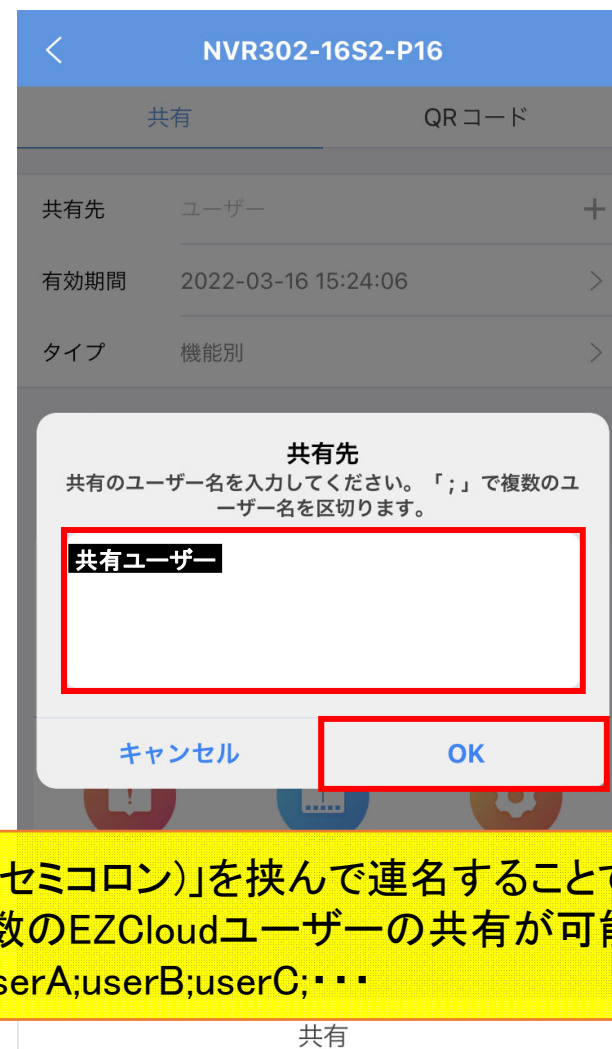 NVR302-16S2-P16
共有 QRコード
共有先 ユーザー
有効期間 2022-03-16 15:24:06
タイプ 機能別
共有先
共有のユーザー名を入力してください。「 ; 」で複数のユ
ーザー名を区切ります。
共有ユーザー
キャンセル OK
セミコロン)」を挟んで連名することで
数のEZCloudユーザーの共有が可能
serA;userB;userC;・・・
共有